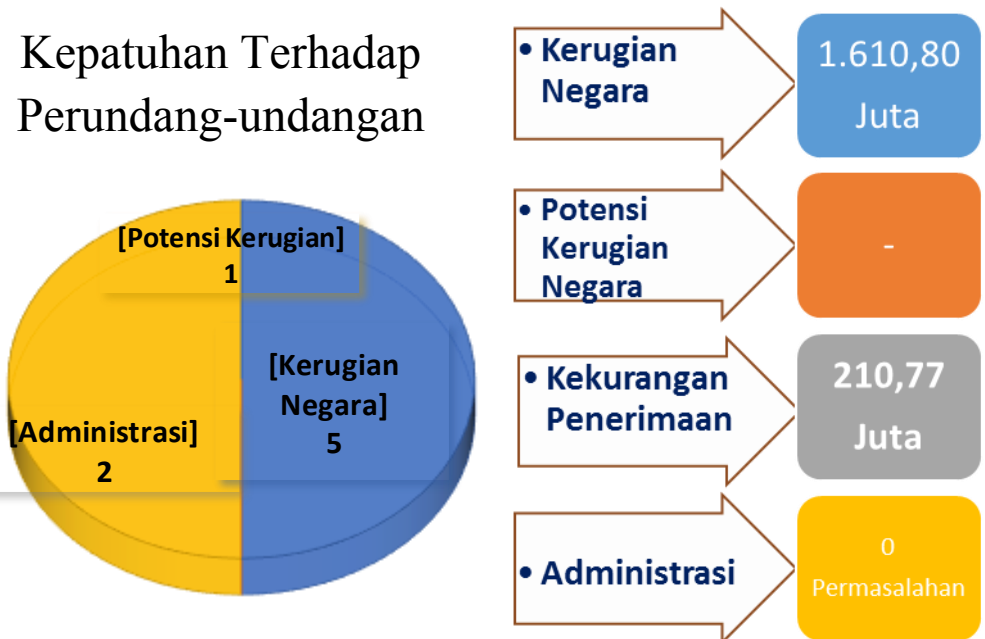 Kepatuhan Terhadap
Perundang-undangan
[Potensi Kerugian]
1
[Kerugian
Negara]
5
[Administrasi]
2
• Kerugian
Negara
1.610,80
Juta
• Potensi
Kerugian
Negara
-
• Kekurangan
Penerimaan
210,77
Juta
• Administrasi
0
Permasalahan